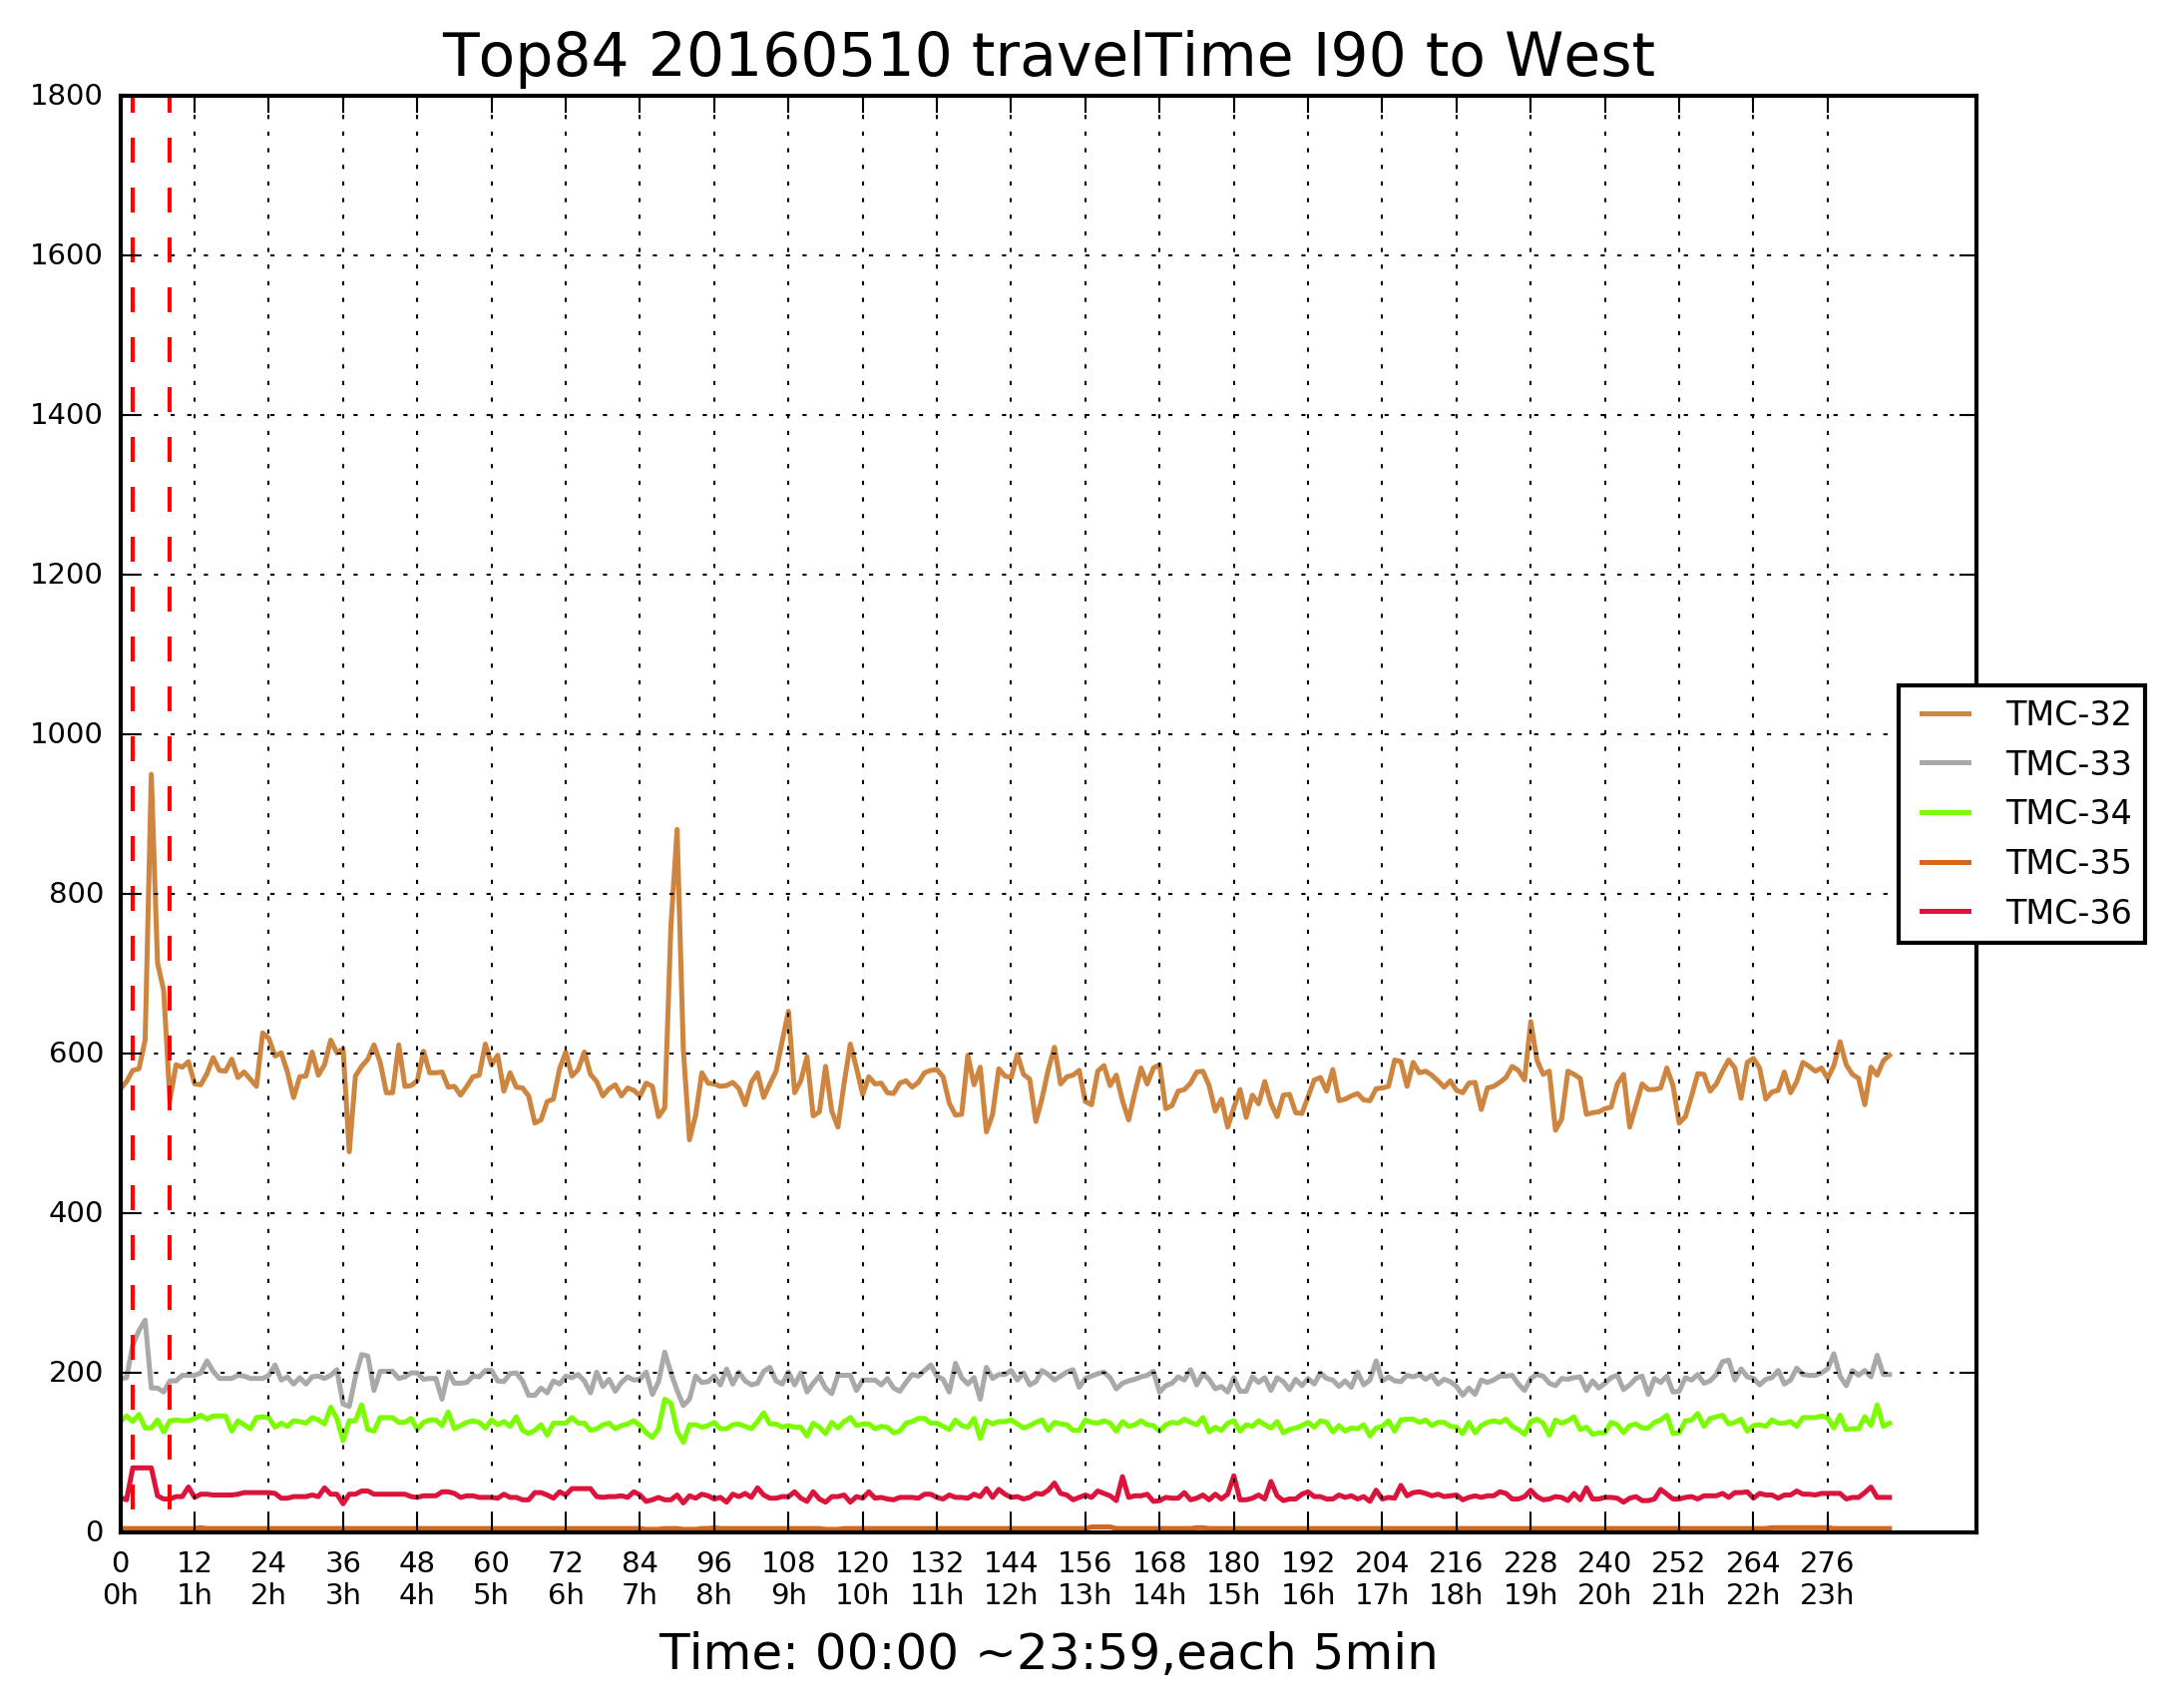 Top84 20160510 travelTime I90 to West
1800
1600
1400
1200
1000
800
600
400
200
0
TMC-32
TMC-33
TMC-34
TMC-35
TMC-36
0 12 24 36 48 60 72 84 96 108 120 132 144 156 168 180 192 204 216 228 240 252 264 276
0h 1h 2h 3h 4h 5h 6h 7h 8h 9h 10h 11h 12h 13h 14h 15h 16h 17h 18h 19h 20h 21h 22h 23h
Time: 00:00 ~23:59,each 5min